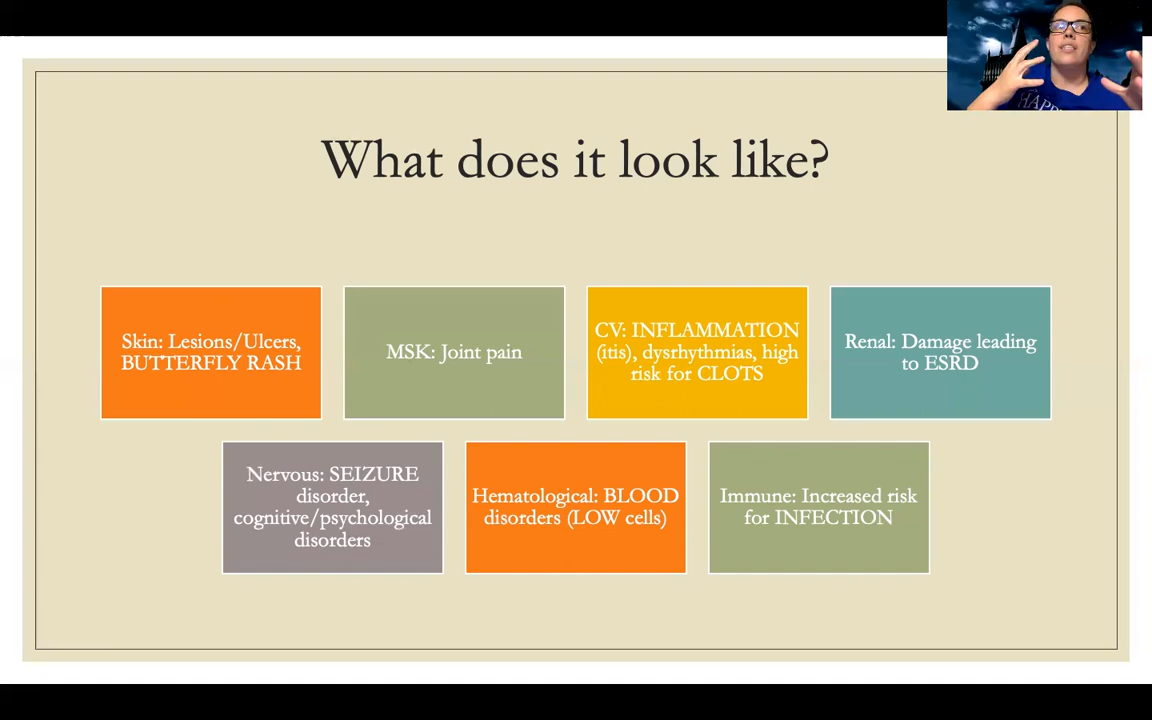 What does it look like?
Skin: Lesions/Ulcers,
BUTTERFLY RASH
MSK: Joint pain
CV: INFLAMMATION
(itis), dysrhythmias, high
risk for CLOTS
Renal: Damage leading
to ESRD
Nervous: SEIZURE
disorder,
cognitive/psychological
disorders
Hematological: BLOOD
disorders (LOW cells)
Immune: Increased risk
for INFECTION
HAPP